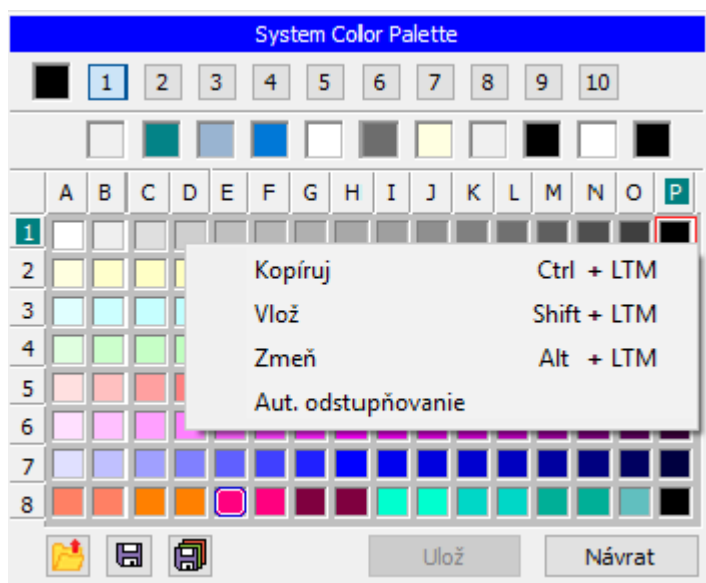 System Color Palette
1 2 3 4 5 6 7 8 9 10
A B C D E F G H I J K L M N O P
1
2 Kopíruj Ctrl + LTM
3 Vlož Shift + LTM
4 Zmeň Alt + LTM
5 Aut. odstupňovanie
6
7
8
Ulož Návrat